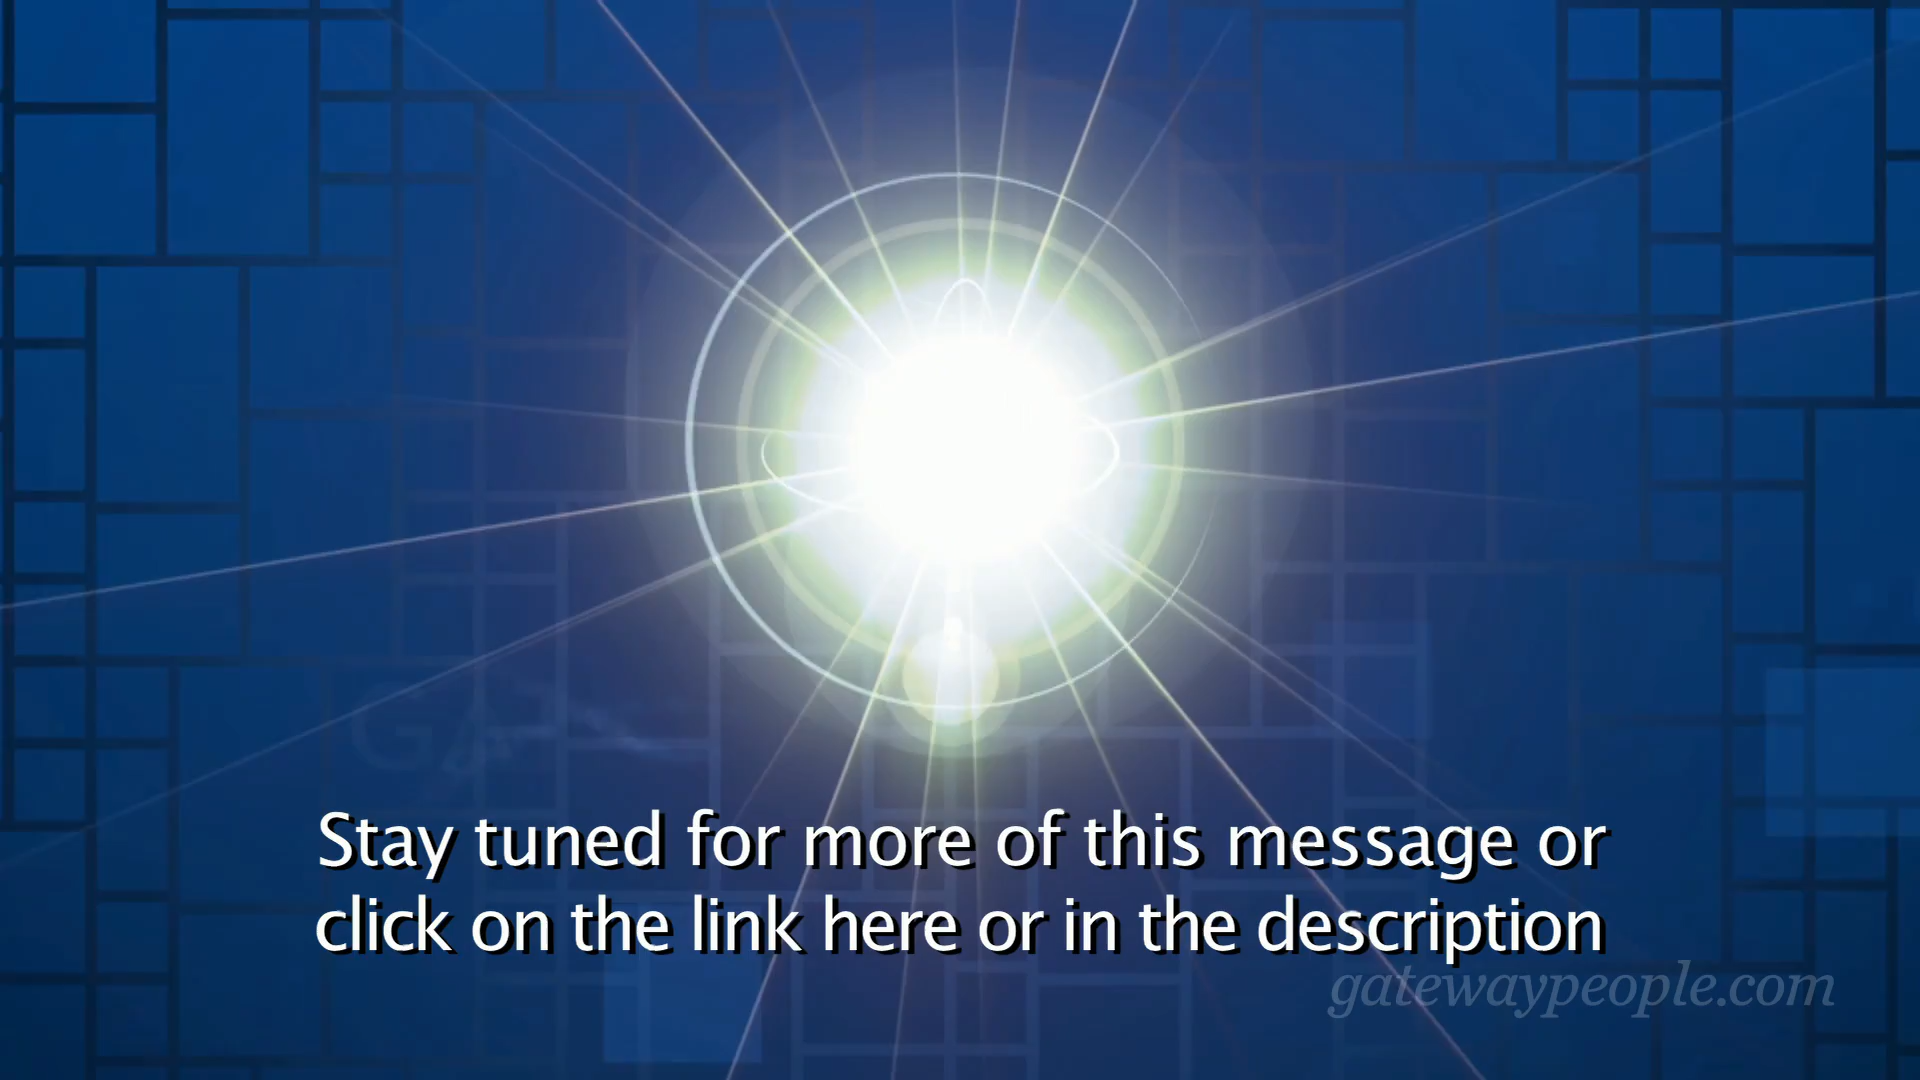 Stay tuned for more of this message or
click on the link here or in the description
gatewaypeople.com